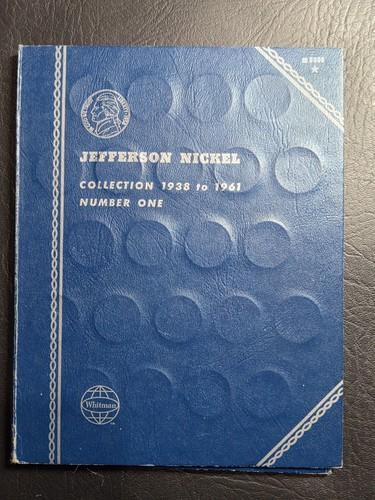 JEFFERSON NICKEL
COLLECTION 1938 to 1961
NUMBER ONE
Whitman